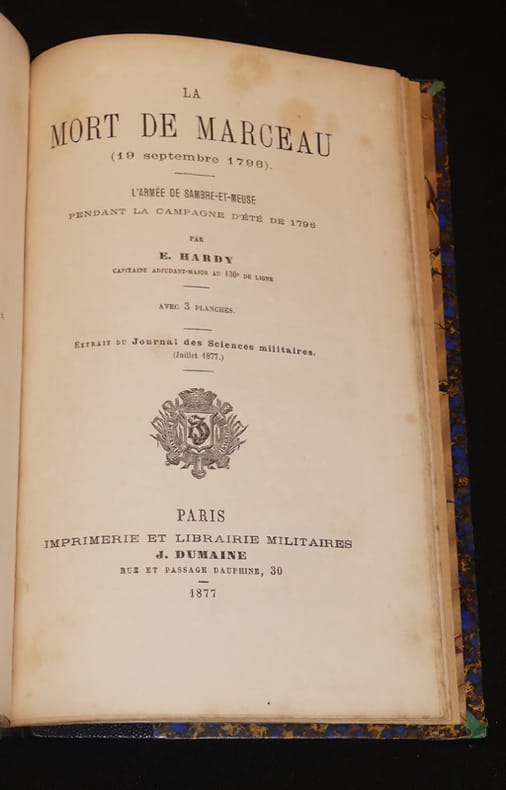 LA
MORT DE MARCEAU
(19 septembre 1796).
L'ARMÉE DE SAMBRE-ET-MEUSE
PENDANT LA CAMPAGNE D'ÉTÉ DE 1796
PAR
E. HARDY
CAPITAINE ADJUDANT-MAJOR AU 130e DE LIGNE
AVEC 3 PLANCHES.
EXTRAIT DU Journal des Sciences militaires.
(Juillet 1877.)
JD
PARIS
IMPRIMERIE ET LIBRAIRIE MILITAIRES
J. DUMAINE
RUE ET PASSAGE DAUPHINE, 30
1877